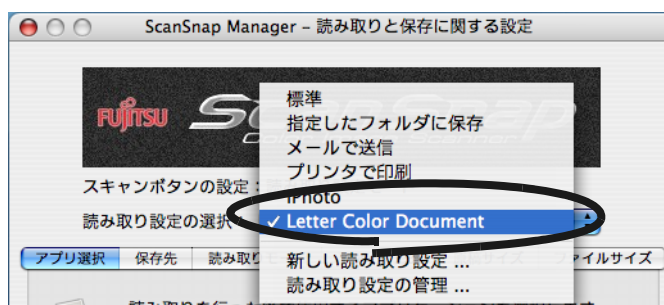 ScanSnap Manager – 読み取りと保存に関する設定
FUJITSU ScanSnap
標準
指定したフォルダに保存
メールで送信
プリンタで印刷
スキャンボタンの設定:
iPhoto
読み取り設定の選択
✓ Letter Color Document
アプリ選択 保存先 読み取り
サイズ ファイルサイズ
新しい読み取り設定 ...
読み取り設定の管理 ...